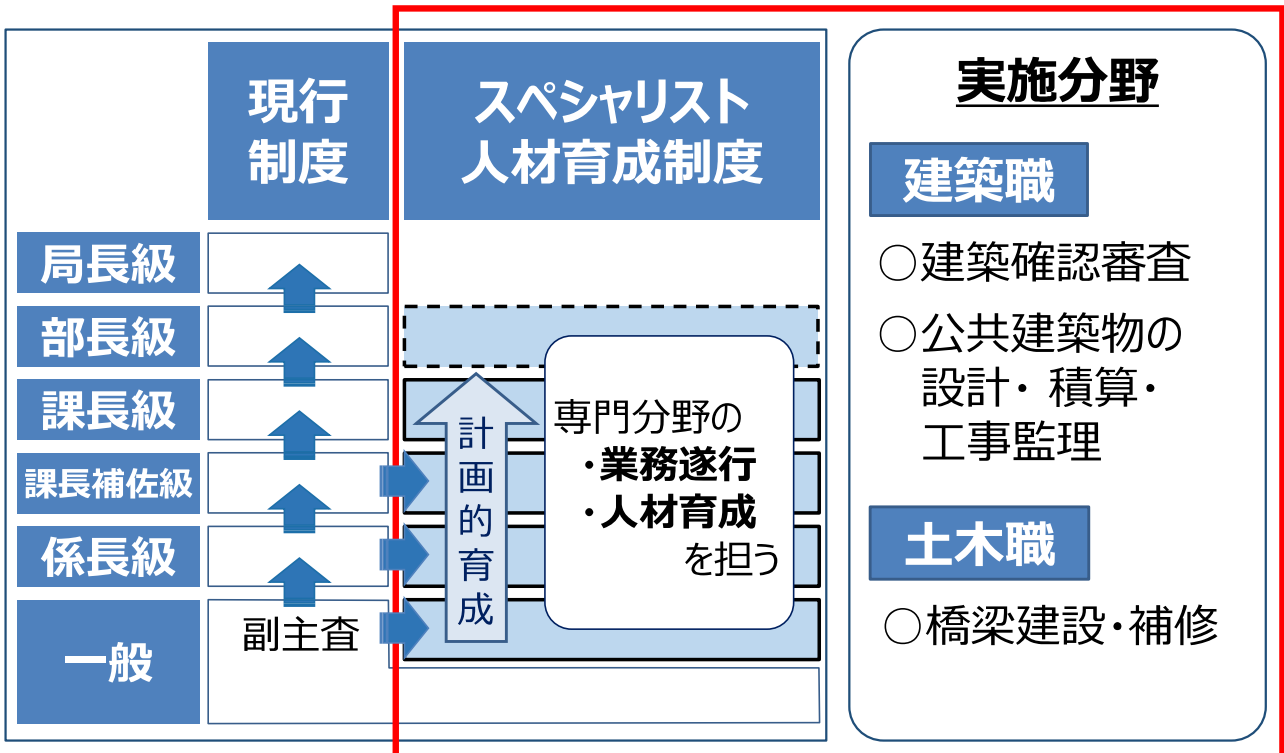 現行
制度
スペシャリスト
人材育成制度
局長級
部長級
課長級
課長補佐級
係長級
一般
副主査
計画的育成
専門分野の
・業務遂行
・人材育成
を担う
実施分野
建築職
○建築確認審査
○公共建築物の
設計・積算・
工事監理
土木職
○橋梁建設・補修